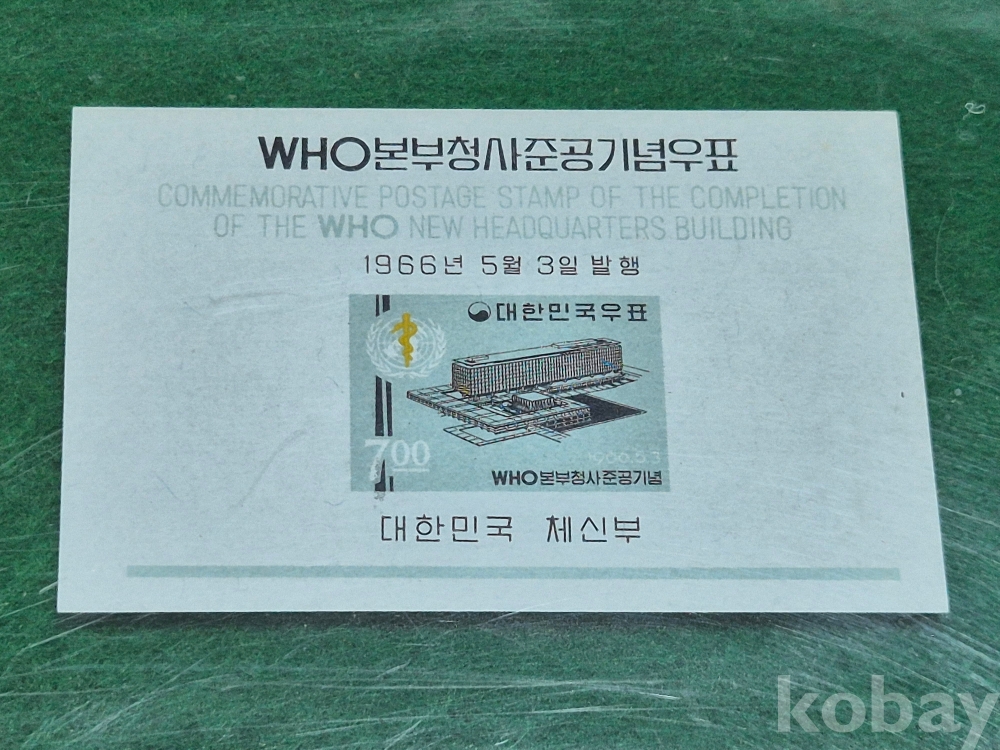 WHO본부청사준공기념우표
COMMEMORATIVE POSTAGE STAMP OF THE COMPLETION
OF THE WHO NEW HEADQUARTERS BUILDING
1966년 5월 3일 발행
대한민국우표
7.00
1966.5.3
WHO본부청사준공기념
대한민국 체신부
kobay